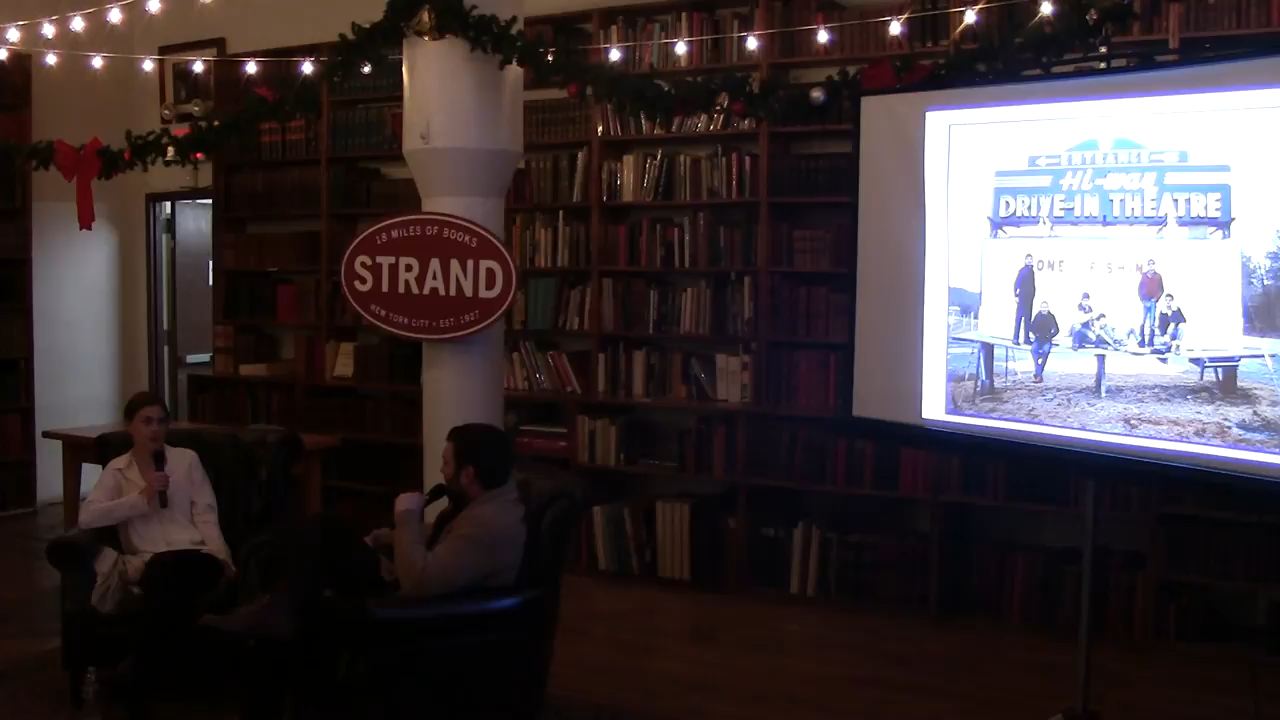 18 MILES OF BOOKS
STRAND
NEW YORK CITY • EST. 1927
ENTRANCE
Hi-way
DRIVE-IN THEATRE